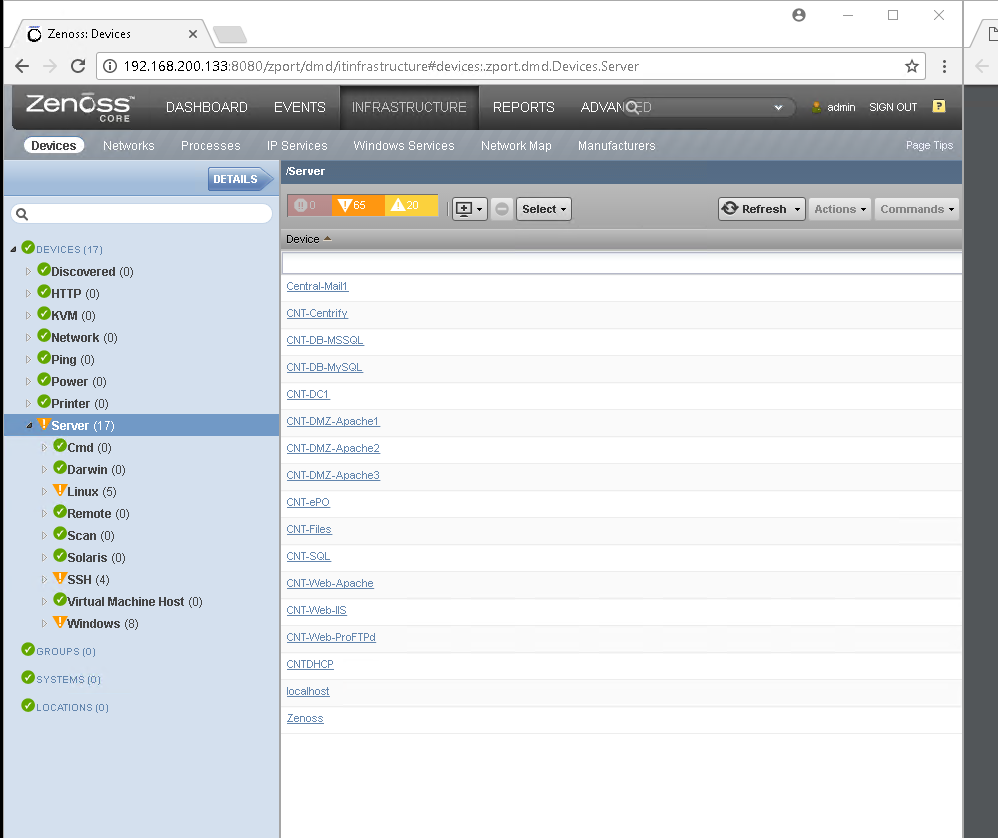 Zenoss: Devices
192.168.200.133:8080/zport/dmd/itinfrastructure#devices:.zport.dmd.Devices.Server
Zenoss CORE DASHBOARD EVENTS INFRASTRUCTURE REPORTS ADVANCED admin SIGN OUT ?
Devices Networks Processes IP Services Windows Services Network Map Manufacturers Page Tips
DETAILS
/Server
0 65 20 Select Refresh Actions Commands
Device
DEVICES (17)
Discovered (0)
HTTP (0)
KVM (0)
Network (0)
Ping (0)
Power (0)
Printer (0)
Server (17)
Cmd (0)
Darwin (0)
Linux (5)
Remote (0)
Scan (0)
Solaris (0)
SSH (4)
Virtual Machine Host (0)
Windows (8)
GROUPS (0)
SYSTEMS (0)
LOCATIONS (0)
Central-Mail1
CNT-Centrify
CNT-DB-MSSQL
CNT-DB-MySQL
CNT-DC1
CNT-DMZ-Apache1
CNT-DMZ-Apache2
CNT-DMZ-Apache3
CNT-ePO
CNT-Files
CNT-SQL
CNT-Web-Apache
CNT-Web-IIS
CNT-Web-ProFTPd
CNTDHCP
localhost
Zenoss